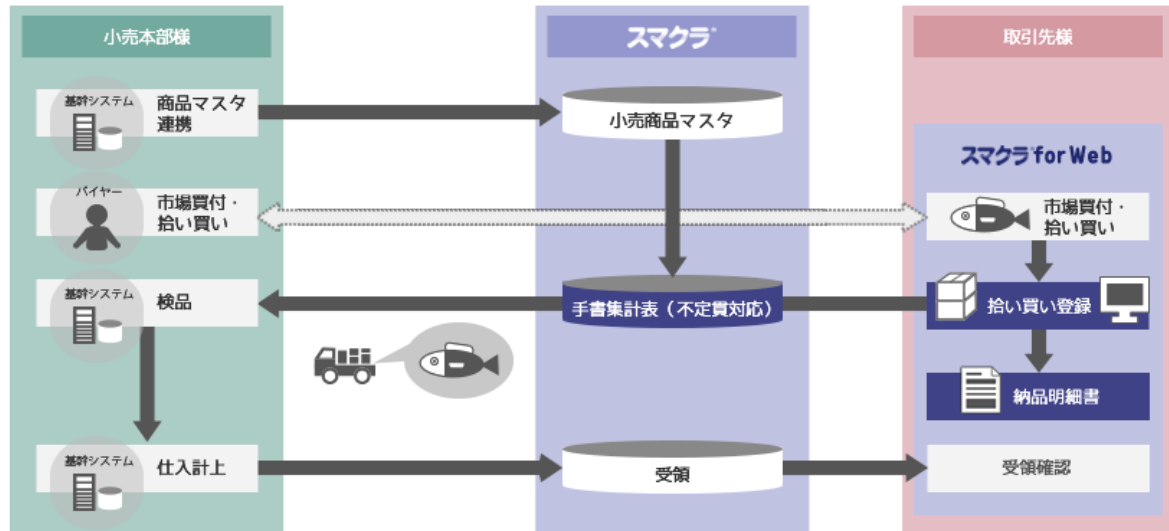 小売本部様
スマクラ
取引先様
基幹システム
商品マスタ
連携
小売商品マスタ
スマクラ for Web
バイヤー
市場買付・
拾い買い
市場買付・
拾い買い
基幹システム
検品
手書集計表（不定貫対応）
拾い買い登録
納品明細書
基幹システム
仕入計上
受領
受領確認